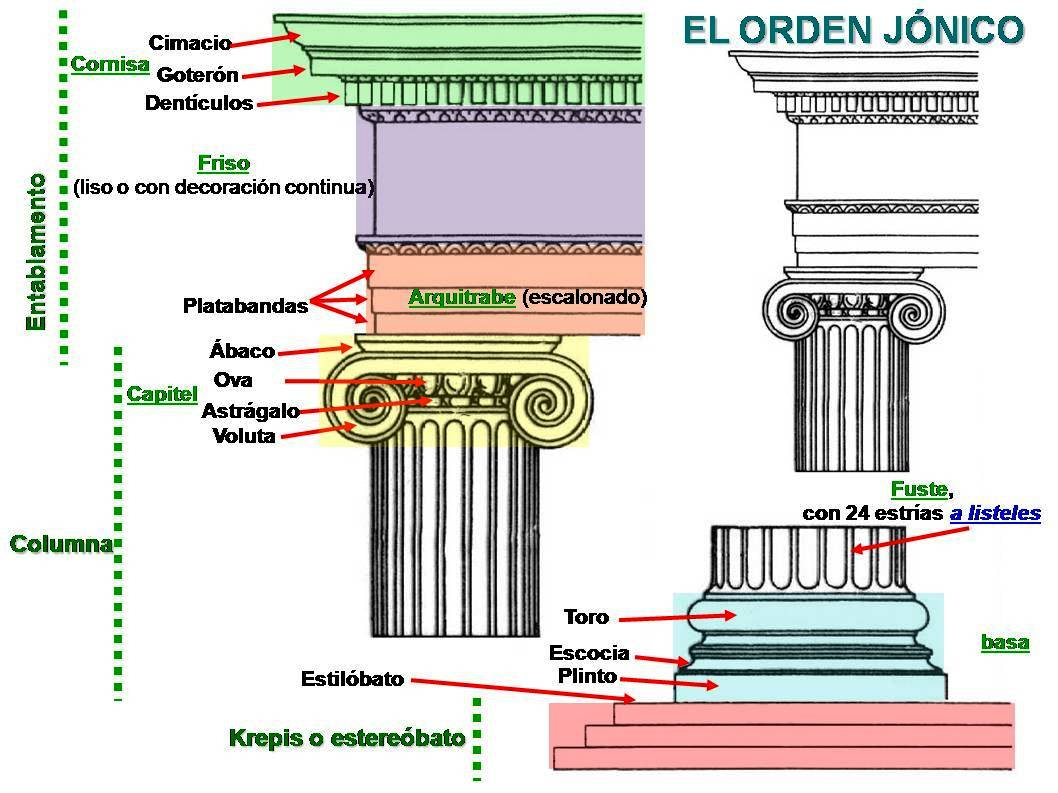 EL ORDEN JÓNICO
Cimacio
Cornisa
Goterón
Dentículos
Friso
(liso o con decoración continua)
Entablamento
Platabandas
Arquitrabe (escalonado)
Ábaco
Ova
Capitel
Astrágalo
Voluta
Columna
Fuste,
con 24 estrías a listeles
Toro
basa
Escocia
Plinto
Estilóbato
Krepis o estereóbato